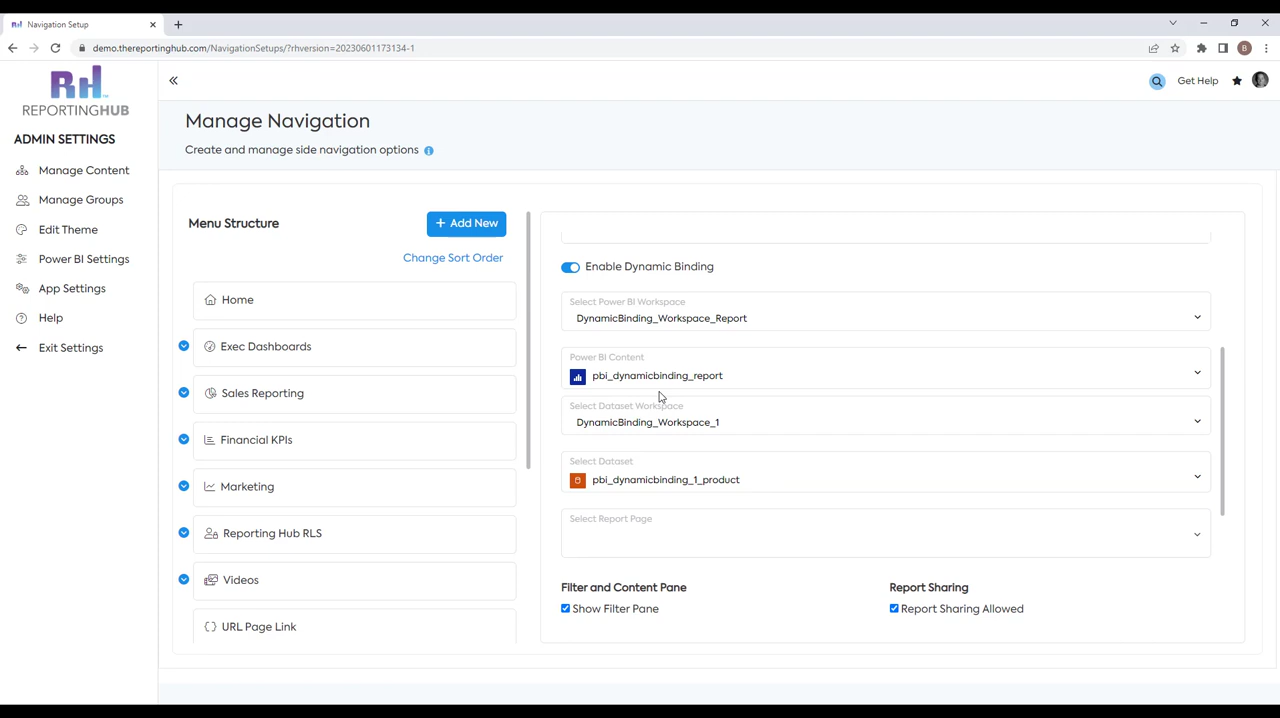 RH Navigation Setup
demo.thereportinghub.com/NavigationSetups/?rhversion=20230601173134-1
B
RH
REPORTINGHUB
ADMIN SETTINGS
Manage Content
Manage Groups
Edit Theme
Power BI Settings
App Settings
Help
Exit Settings
Get Help
Manage Navigation
Create and manage side navigation options
Menu Structure
+ Add New
Change Sort Order
Home
Exec Dashboards
Sales Reporting
Financial KPIs
Marketing
Reporting Hub RLS
Videos
URL Page Link
Enable Dynamic Binding
Select Power BI Workspace
DynamicBinding_Workspace_Report
Power BI Content
pbi_dynamicbinding_report
Select Dataset Workspace
DynamicBinding_Workspace_1
Select Dataset
pbi_dynamicbinding_1_product
Select Report Page
Filter and Content Pane
Show Filter Pane
Report Sharing
Report Sharing Allowed